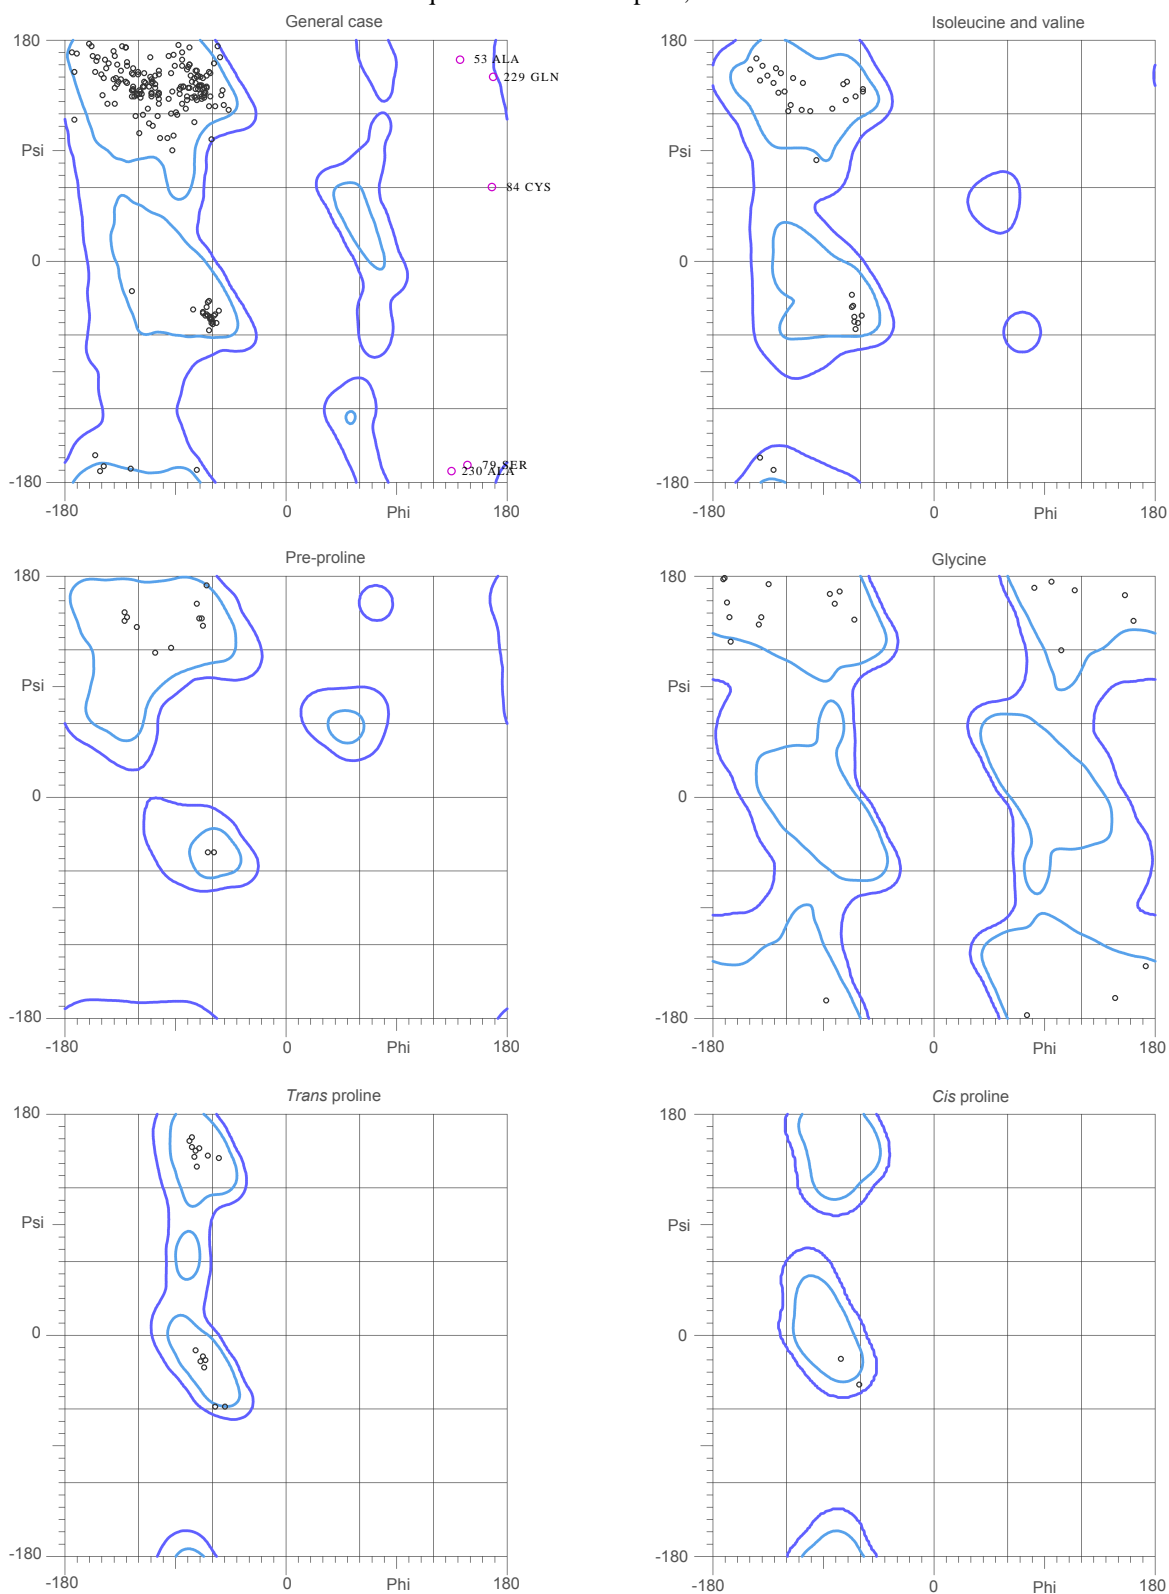 General case
Isoleucine and valine
180
53 ALA
229 GLN
Psi
84 CYS
0
79 SER
230 ALA
-180
-180
0
Phi
180
180
Psi
0
-180
-180
0
Phi
180
Pre-proline
Glycine
180
Psi
0
-180
-180
0
Phi
180
180
Psi
0
-180
-180
0
Phi
180
Trans proline
Cis proline
180
Psi
0
-180
-180
0
Phi
180
180
Psi
0
-180
-180
0
Phi
180